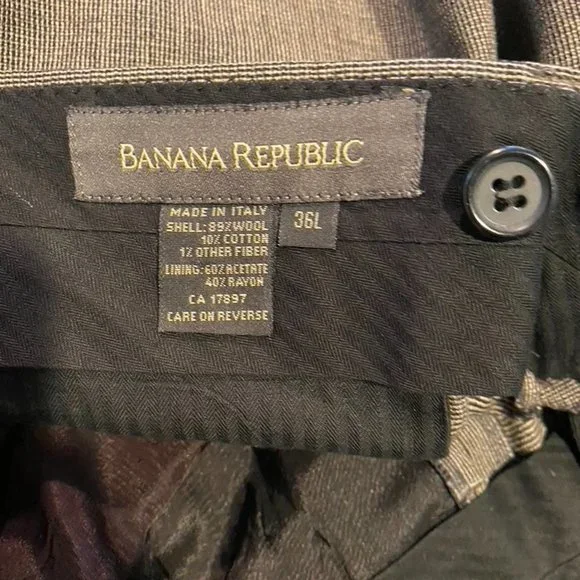 BANANA REPUBLIC
MADE IN ITALY
SHELL: 89% WOOL
10% COTTON
1% OTHER FIBER
LINING: 60% ACETATE
40% RAYON
CA 17897
CARE ON REVERSE
36L